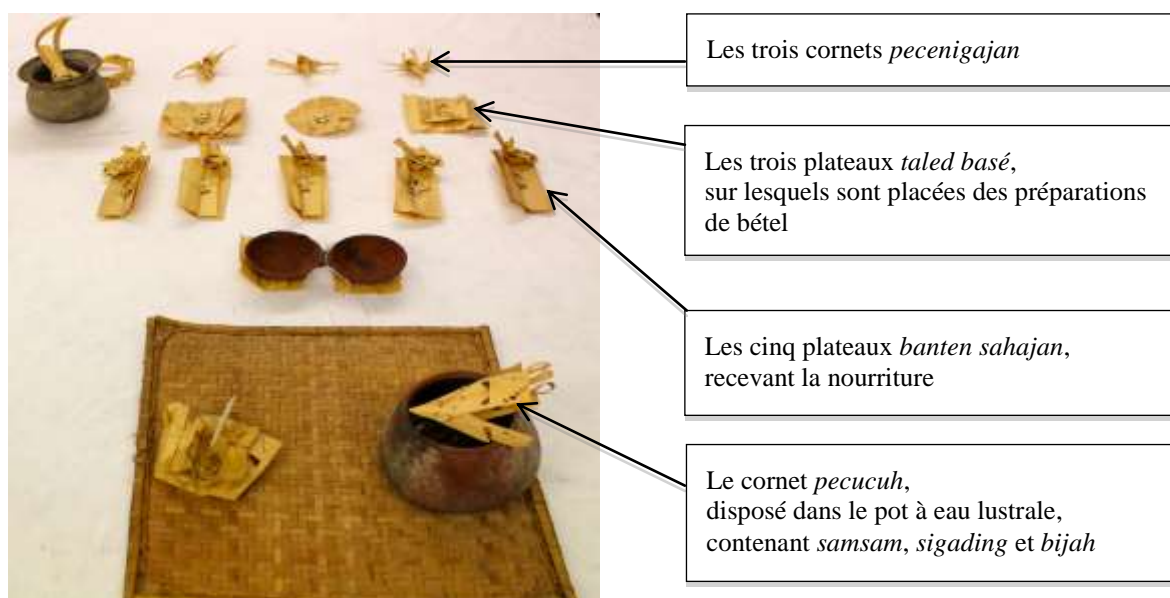 Les trois cornets pecenigajan
Les trois plateaux taled basé,
sur lesquels sont placées des préparations
de bétel
Les cinq plateaux banten sahajan,
recevant la nourriture
Le cornet pecucuh,
disposé dans le pot à eau lustrale,
contenant samsam, sigading et bijah